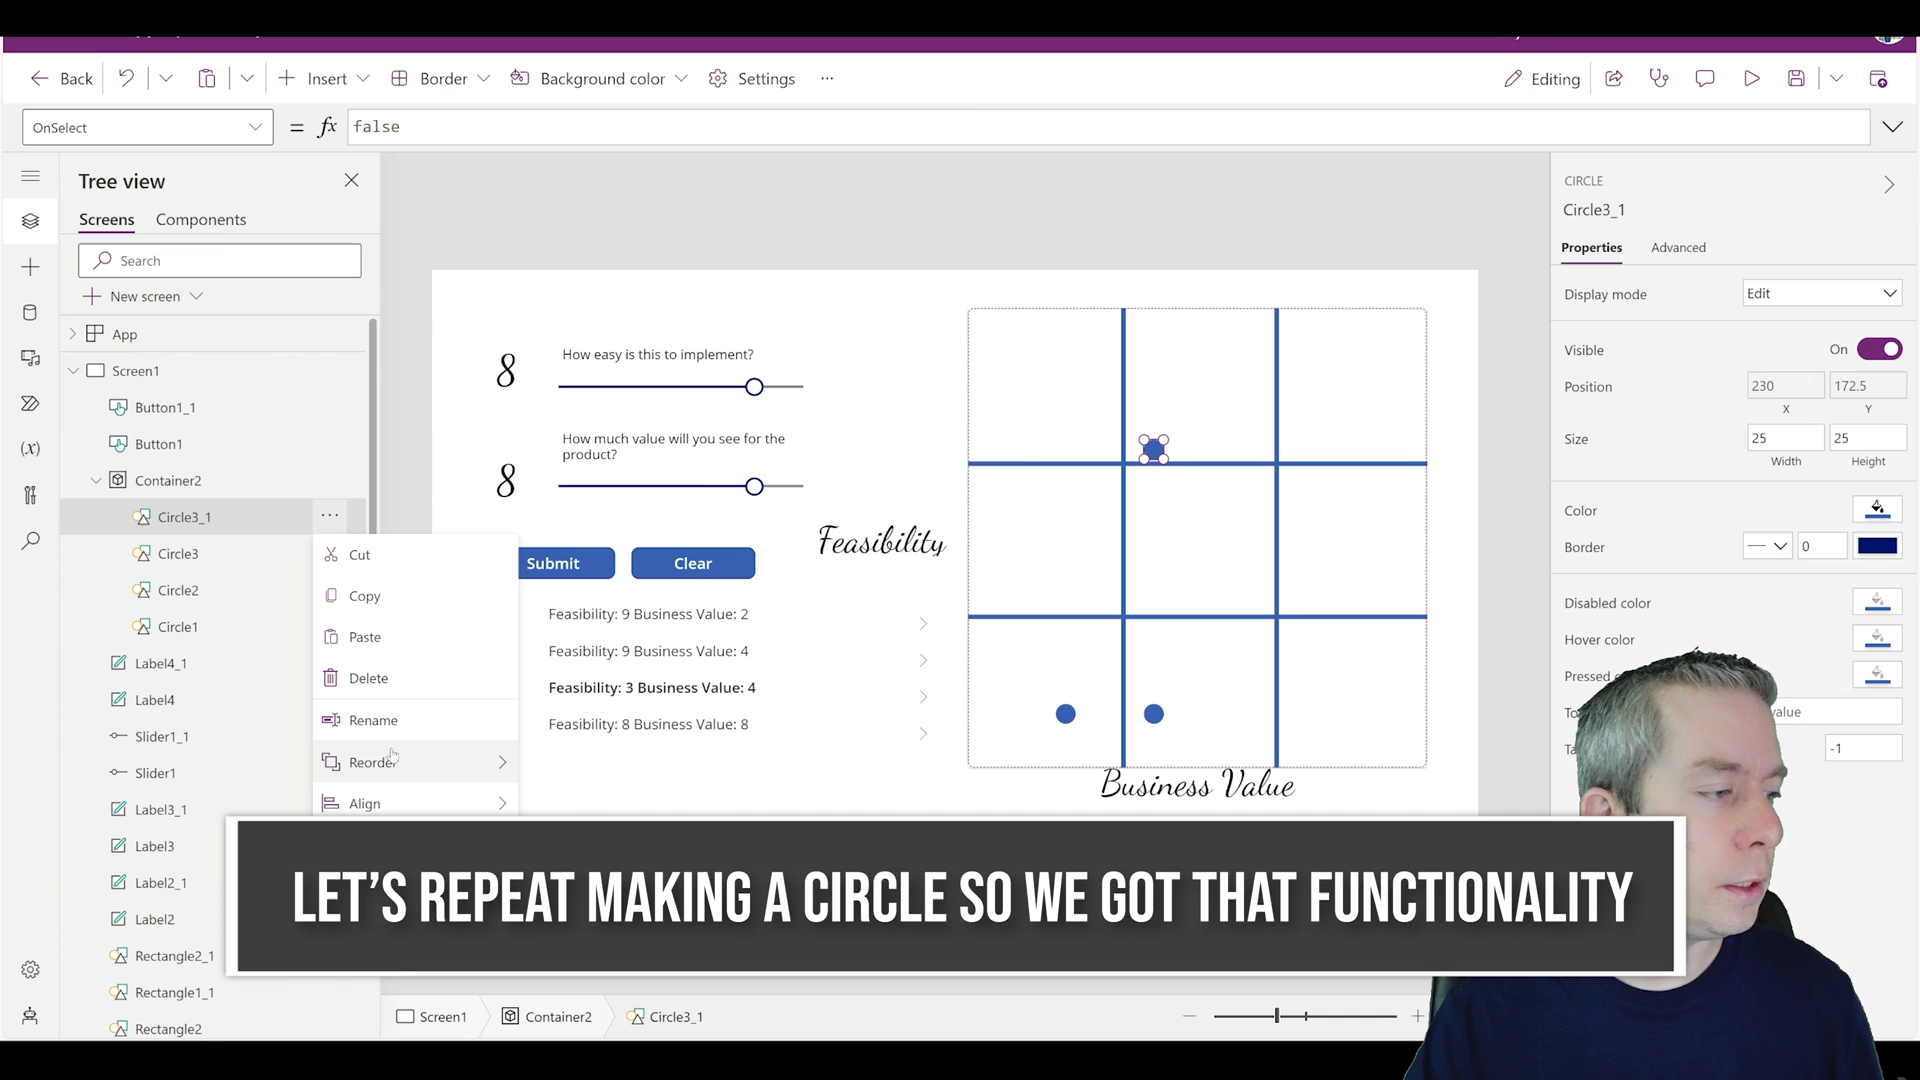 Back
Insert
Border
Background color
Settings
...
Editing
OnSelect
= fx false
Tree view
Screens
Components
Search
New screen
App
Screen1
Button1_1
Button1
Container2
Circle3_1
...
Circle3
Circle2
Circle1
Label4_1
Label4
Slider1_1
Slider1
Label3_1
Label3
Label2_1
Label2
Rectangle2_1
Rectangle1_1
Rectangle2
Cut
Copy
Paste
Delete
Rename
Reorder
Align
8
How easy is this to implement?
8
How much value will you see for the
product?
Submit
Clear
Feasibility: 9 Business Value: 2
Feasibility: 9 Business Value: 4
Feasibility: 3 Business Value: 4
Feasibility: 8 Business Value: 8
Feasibility
Business Value
CIRCLE
Circle3_1
Properties
Advanced
Display mode
Edit
Visible
On
Position
230
172.5
X
Y
Size
25
25
Width
Height
Color
Border
0
Disabled color
Hover color
Pressed
value
-1
LET'S REPEAT MAKING A CIRCLE SO WE GOT THAT FUNCTIONALITY
Screen1
Container2
Circle3_1